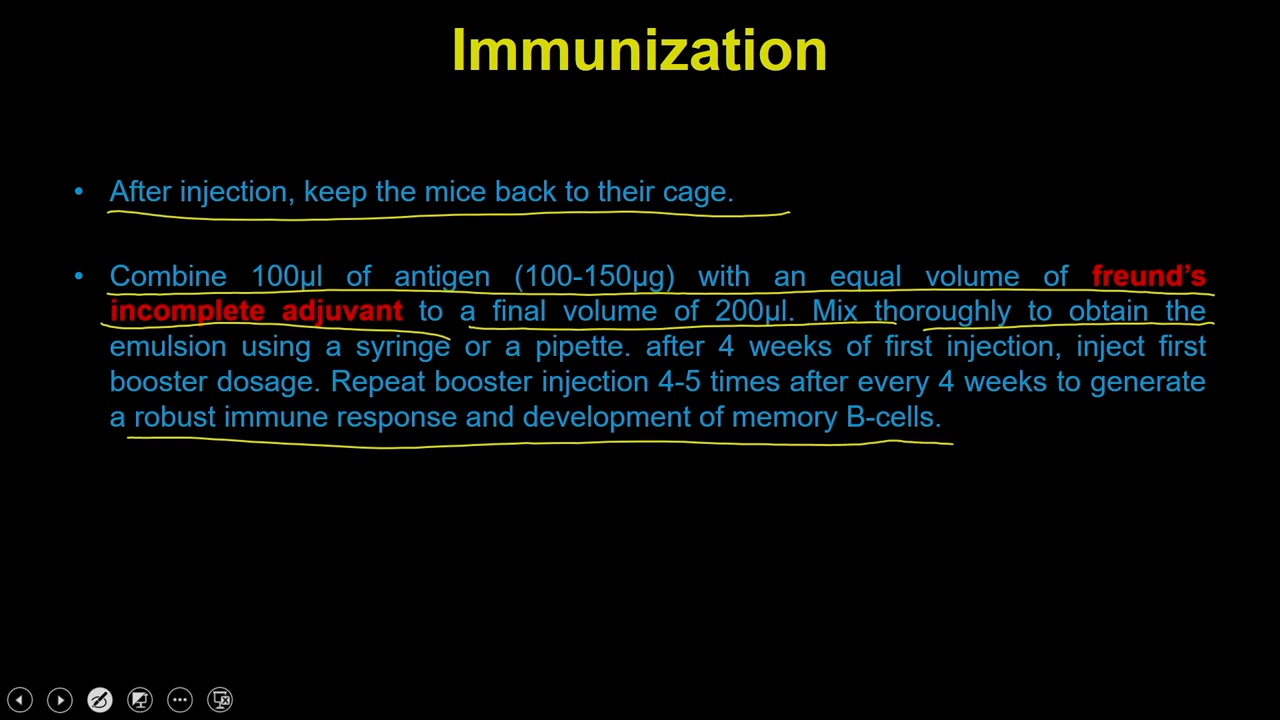 Immunization
• After injection, keep the mice back to their cage.
• Combine 100µl of antigen (100-150µg) with an equal volume of freund’s
incomplete adjuvant to a final volume of 200µl. Mix thoroughly to obtain the
emulsion using a syringe or a pipette. after 4 weeks of first injection, inject first
booster dosage. Repeat booster injection 4-5 times after every 4 weeks to generate
a robust immune response and development of memory B-cells.